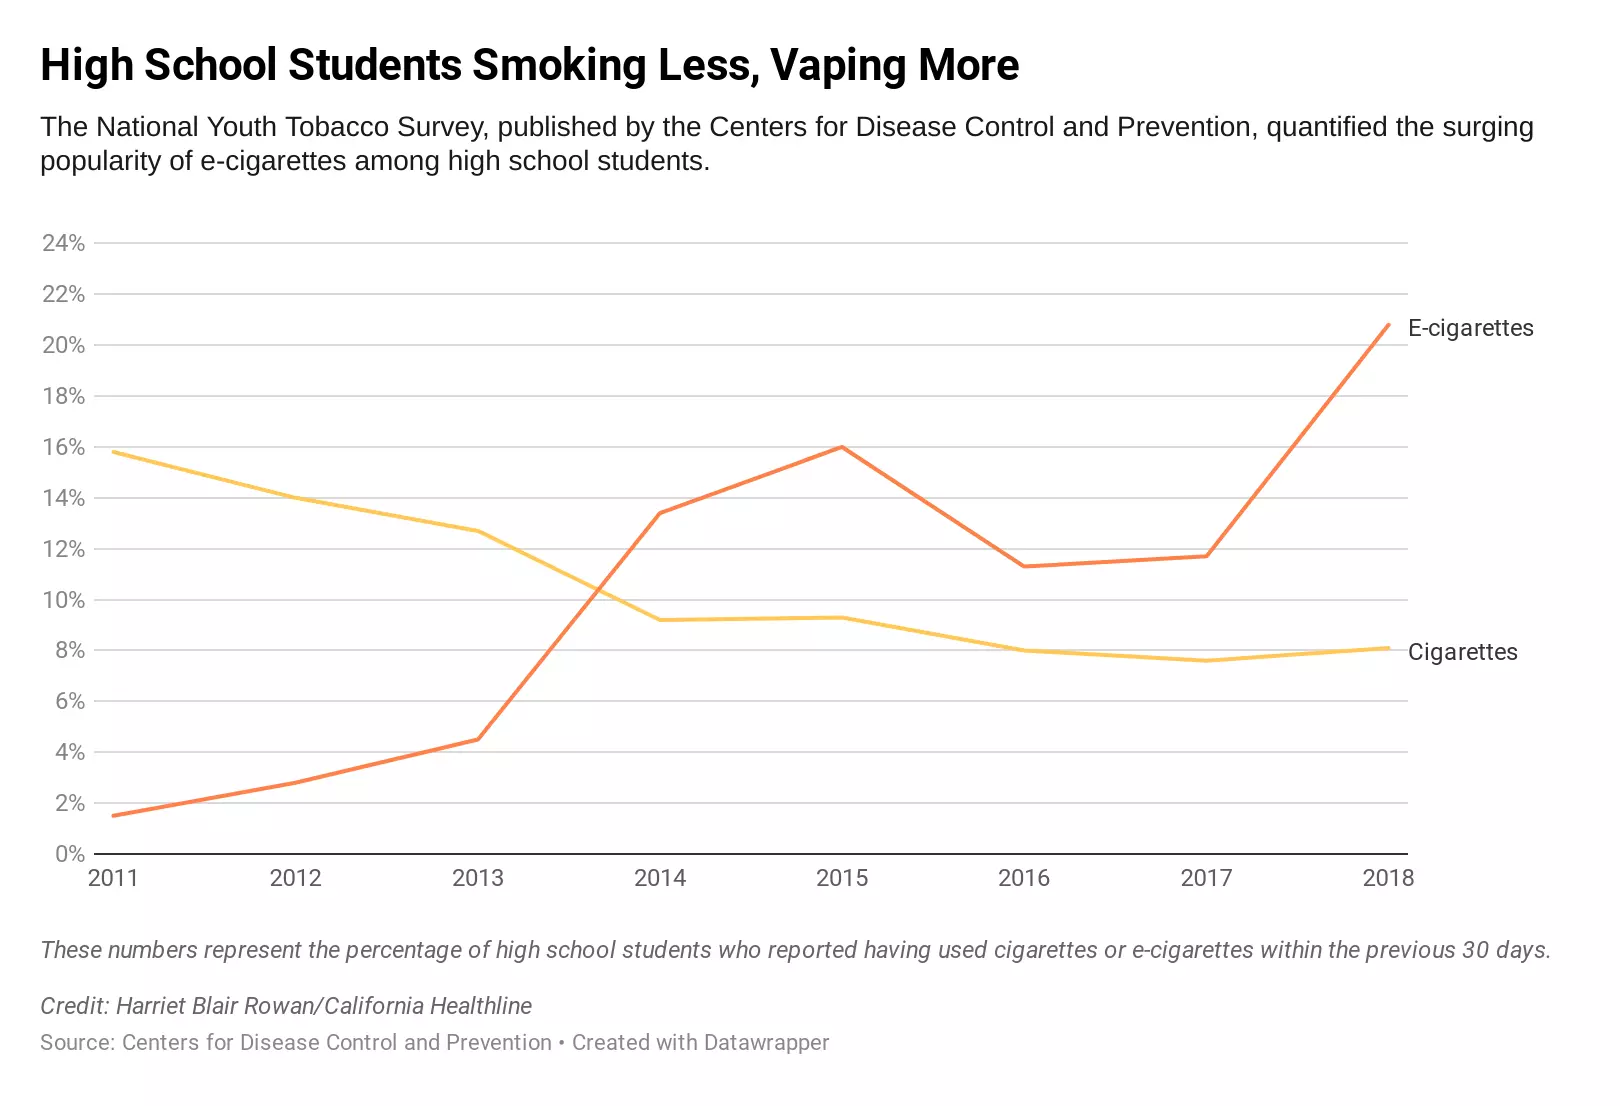 High School Students Smoking Less, Vaping More
The National Youth Tobacco Survey, published by the Centers for Disease Control and Prevention, quantified the surging
popularity of e-cigarettes among high school students.
24%
22%
E-cigarettes
20%
18%
16%
14%
12%
10%
8%
Cigarettes
6%
4%
2%
0%
2011 2012 2013 2014 2015 2016 2017 2018
These numbers represent the percentage of high school students who reported having used cigarettes or e-cigarettes within the previous 30 days.
Credit: Harriet Blair Rowan/California Healthline
Source: Centers for Disease Control and Prevention • Created with Datawrapper